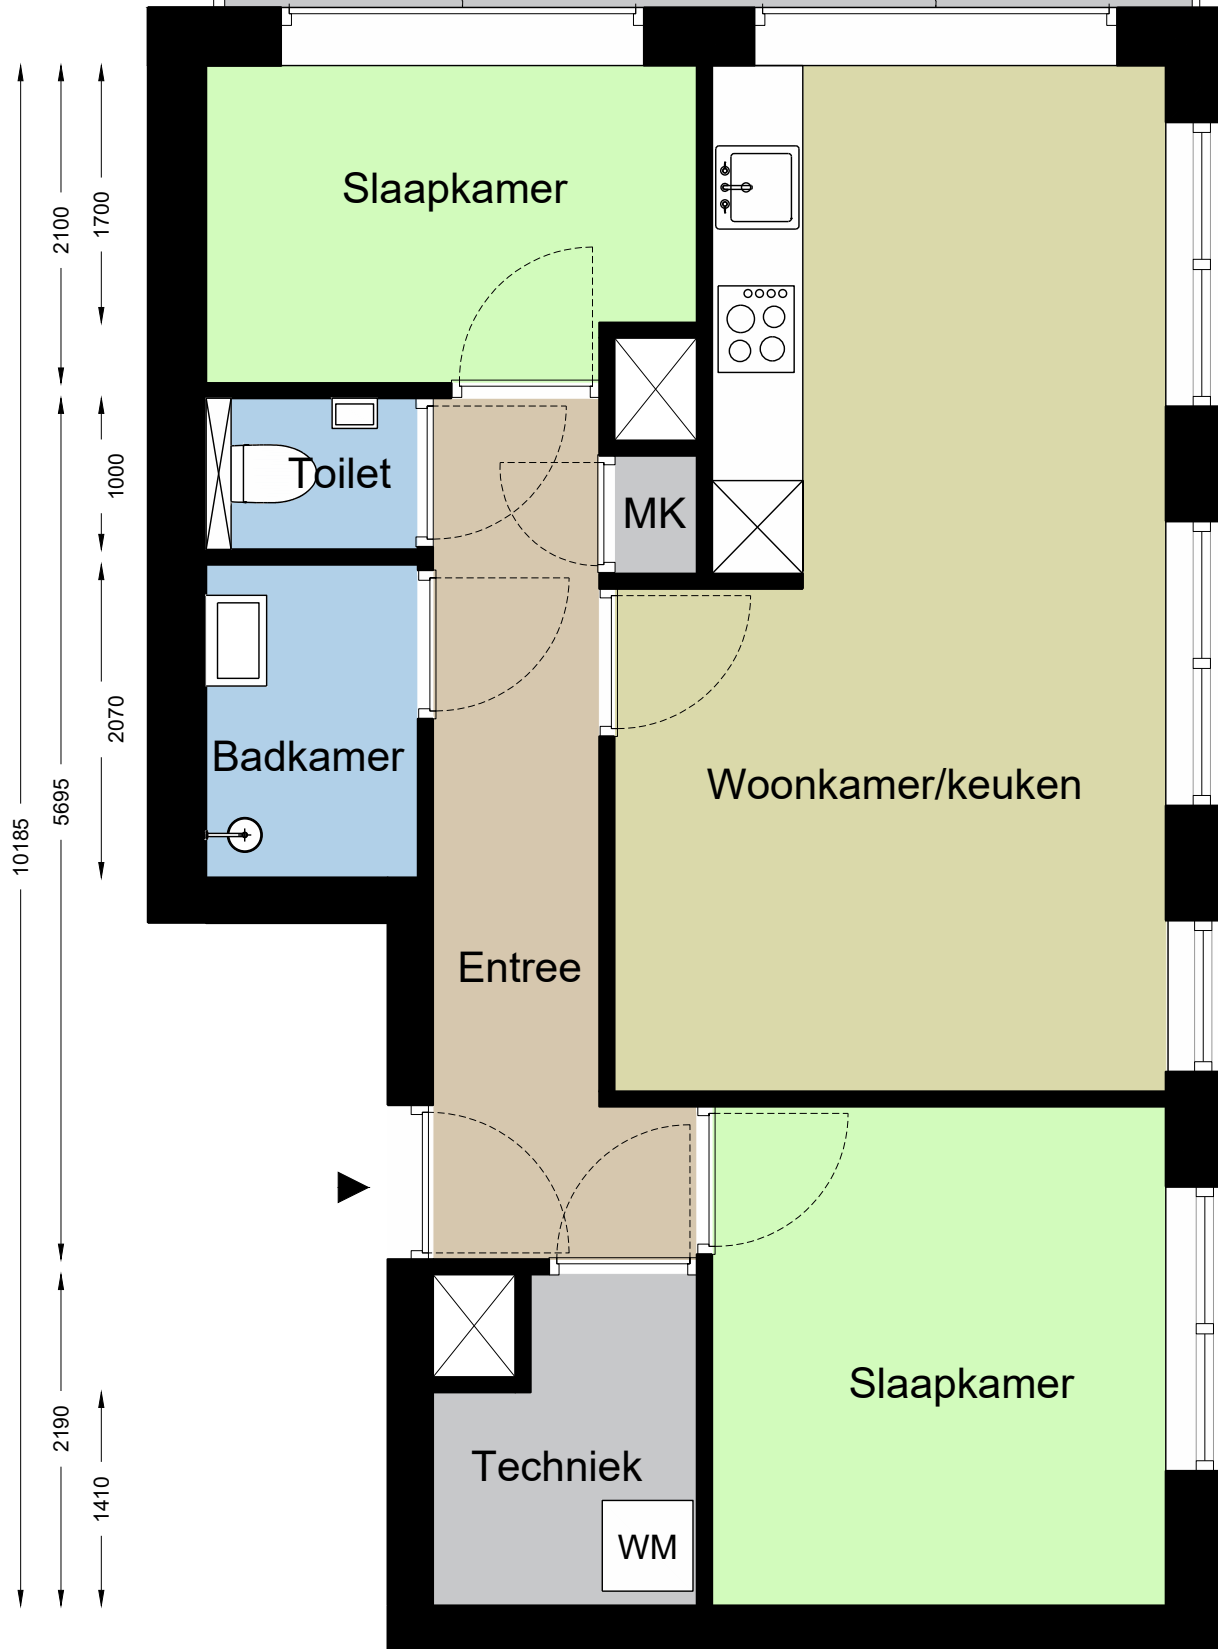 Slaapkamer
1700
2100
Toilet
1000
MK
2070
Badkamer
Woonkamer/keuken
5695
10185
Entree
Slaapkamer
2190
Techniek
1410
WM